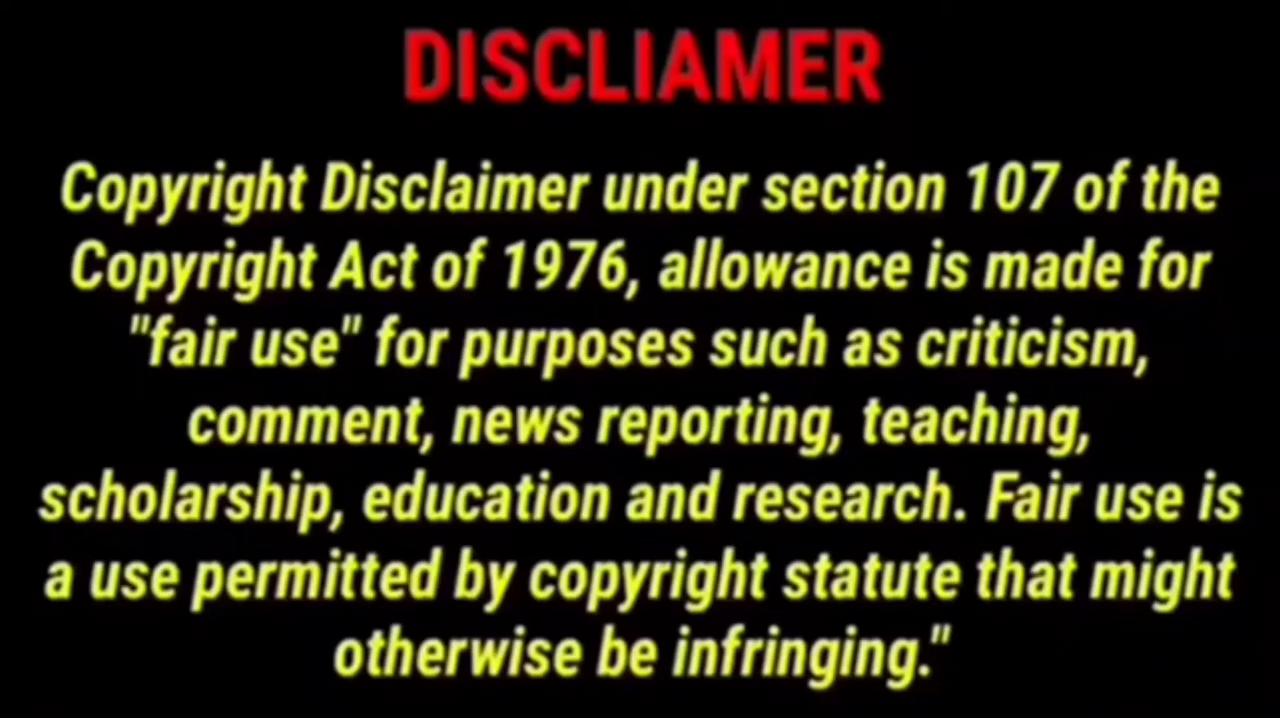 DISCLIAMER
Copyright Disclaimer under section 107 of the
Copyright Act of 1976, allowance is made for
"fair use" for purposes such as criticism,
comment, news reporting, teaching,
scholarship, education and research. Fair use is
a use permitted by copyright statute that might
otherwise be infringing."